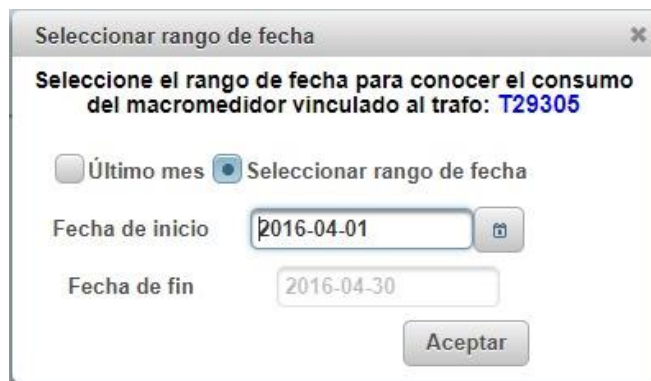 Seleccionar rango de fecha
Seleccione el rango de fecha para conocer el consumo
del macromedidor vinculado al trafo: T29305
Último mes Seleccionar rango de fecha
Fecha de inicio 2016-04-01
Fecha de fin 2016-04-30
Aceptar